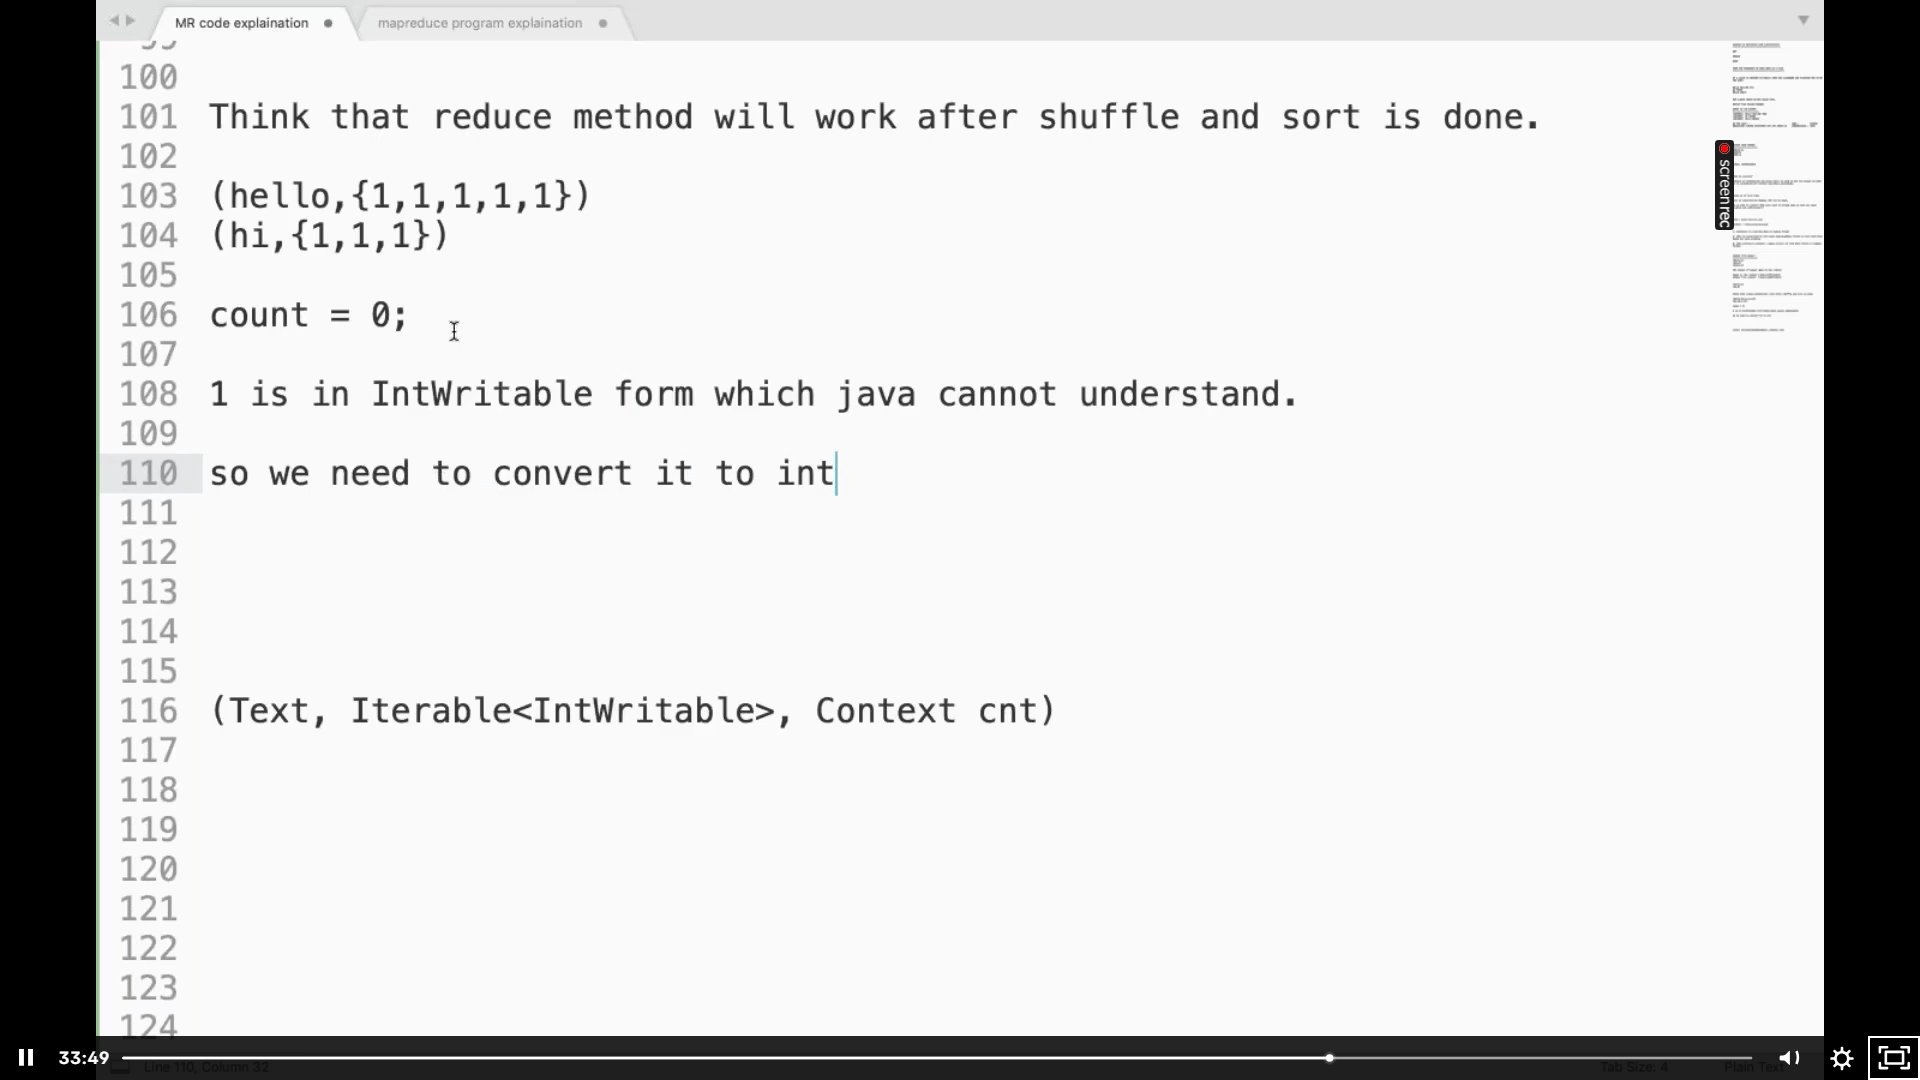 MR code explaination
mapreduce program explaination
99
100
101 Think that reduce method will work after shuffle and sort is done.
102
103 (hello,{1,1,1,1,1})
104 (hi,{1,1,1})
105
106 count = 0;
107
108 1 is in IntWritable form which java cannot understand.
109
110 so we need to convert it to int
111
112
113
114
115
116 (Text, Iterable<IntWritable>, Context cnt)
117
118
119
120
121
122
123
124
screenrec
33:49
Line 110, Column 32
Tab Size: 4
Plain Text